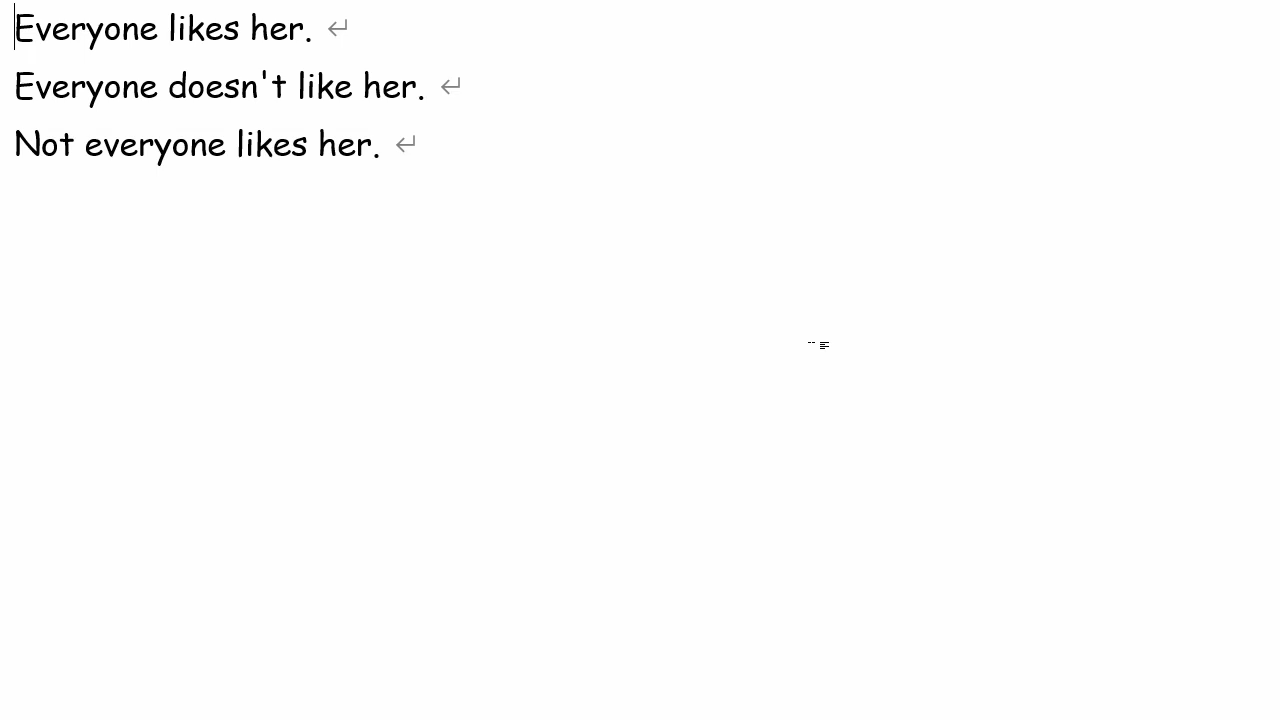 Everyone likes her. ↵
Everyone doesn't like her. ↵
Not everyone likes her. ↵